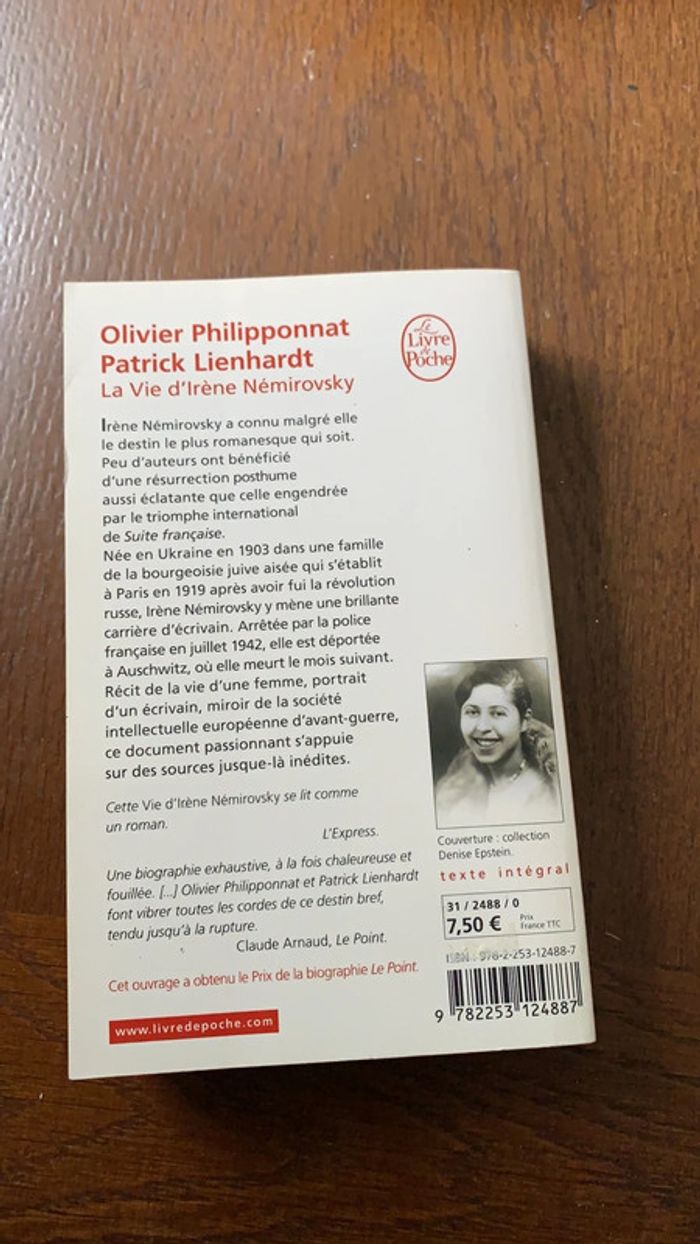 Olivier Philipponnat
Patrick Lienhardt
La Vie d'Irène Némirovsky
Le
Livre
de
Poche
Irène Némirovsky a connu malgré elle
le destin le plus romanesque qui soit.
Peu d'auteurs ont bénéficié
d'une résurrection posthume
aussi éclatante que celle engendrée
par le triomphe international
de Suite française.
Née en Ukraine en 1903 dans une famille
de la bourgeoisie juive aisée qui s'établit
à Paris en 1919 après avoir fui la révolution
russe, Irène Némirovsky y mène une brillante
carrière d'écrivain. Arrêtée par la police
française en juillet 1942, elle est déportée
à Auschwitz, où elle meurt le mois suivant.
Récit de la vie d'une femme, portrait
d'un écrivain, miroir de la société
intellectuelle européenne d'avant-guerre,
ce document passionnant s'appuie
sur des sources jusque-là inédites.
Cette Vie d'Irène Némirovsky se lit comme
un roman.
L'Express.
Une biographie exhaustive, à la fois chaleureuse et
fouillée. [...] Olivier Philipponnat et Patrick Lienhardt
font vibrer toutes les cordes de ce destin bref,
tendu jusqu'à la rupture.
Claude Arnaud, Le Point.
Cet ouvrage a obtenu le Prix de la biographie Le Point.
www.livredepoche.com
Couverture : collection
Denise Epstein.
texte intégral
31 / 2488 / 0
7,50 € Prix
France TTC
ISBN : 978-2-253-12488-7
9 782253 124887